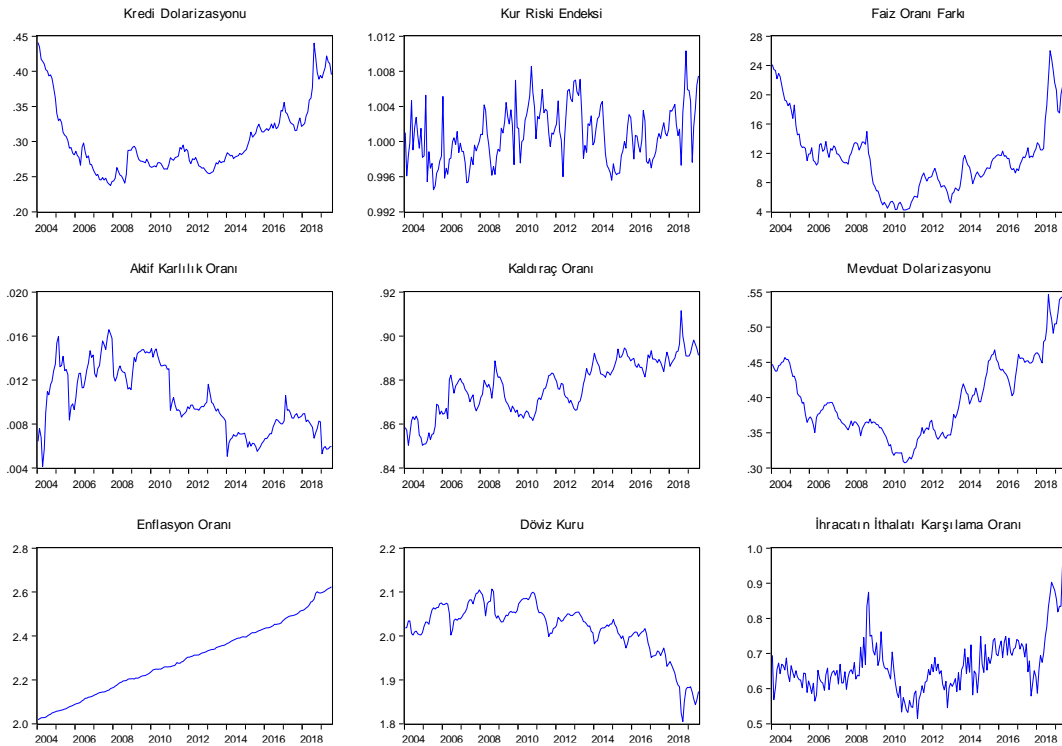 Kredi Dolarizasyonu
.45
.40
.35
.30
.25
.20
2004 2006 2008 2010 2012 2014 2016 2018
Kur Riski Endeksi
1.012
1.008
1.004
1.000
0.996
0.992
2004 2006 2008 2010 2012 2014 2016 2018
Faiz Oranı Farkı
28
24
20
16
12
8
4
2004 2006 2008 2010 2012 2014 2016 2018
Aktif Karlılık Oranı
.020
.016
.012
.008
.004
2004 2006 2008 2010 2012 2014 2016 2018
Kaldıraç Oranı
.92
.90
.88
.86
.84
2004 2006 2008 2010 2012 2014 2016 2018
Mevduat Dolarizasyonu
.55
.50
.45
.40
.35
.30
2004 2006 2008 2010 2012 2014 2016 2018
Enflasyon Oranı
2.8
2.6
2.4
2.2
2.0
2004 2006 2008 2010 2012 2014 2016 2018
Döviz Kuru
2.2
2.1
2.0
1.9
1.8
2004 2006 2008 2010 2012 2014 2016 2018
İhracatın İthalatı Karşılama Oranı
1.0
0.9
0.8
0.7
0.6
0.5
2004 2006 2008 2010 2012 2014 2016 2018